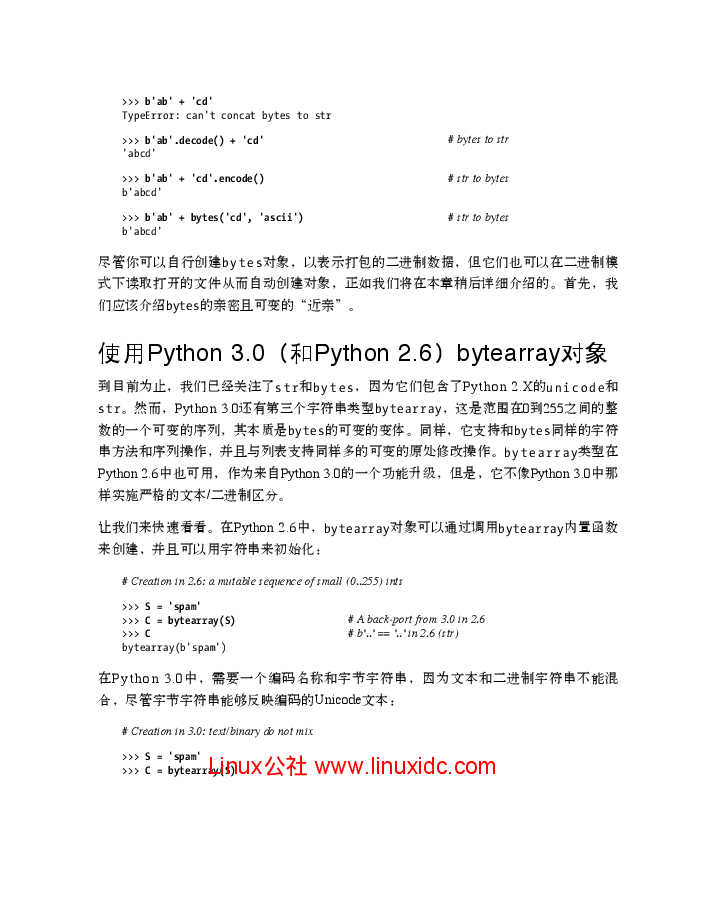 >>> b'ab' + 'cd'
TypeError: can't concat bytes to str
>>> b'ab'.decode() + 'cd' # bytes to str
'abcd'
>>> b'ab' + 'cd'.encode() # str to bytes
b'abcd'
>>> b'ab' + bytes('cd', 'ascii') # str to bytes
b'abcd'
尽管你可以自行创建bytes对象，以表示打包的二进制数据，但它们也可以在二进制模
式下读取打开的文件从而自动创建对象，正如我们将在本章稍后详细介绍的。首先，我
们应该介绍bytes的亲密且可变的“近亲”。
使用Python 3.0（和Python 2.6）bytearray对象
到目前为止，我们已经关注了str和bytes，因为它们包含了Python 2.X的unicode和
str。然而，Python 3.0还有第三个字符串类型bytearray，这是范围在0到255之间的整
数的一个可变的序列，其本质是bytes的可变的变体。同样，它支持和bytes同样的字符
串方法和序列操作，并且与列表支持同样多的可变的原处修改操作。bytearray类型在
Python 2.6中也可用，作为来自Python 3.0的一个功能升级，但是，它不像Python 3.0中那
样实施严格的文本/二进制区分。
让我们来快速看看。在Python 2.6中，bytearray对象可以通过调用bytearray内置函数
来创建，并且可以用字符串来初始化：
# Creation in 2.6: a mutable sequence of small (0..255) ints
>>> S = 'spam'
>>> C = bytearray(S) # A back-port from 3.0 in 2.6
>>> C # b'..' == '..' in 2.6 (str)
bytearray(b'spam')
在Python 3.0中，需要一个编码名称和字节字符串，因为文本和二进制字符串不能混
合，尽管字节字符串能够反映编码的Unicode文本：
# Creation in 3.0: text/binary do not mix
>>> S = 'spam'
>>> C = bytearray(S)
Linux公社 www.linuxidc.com